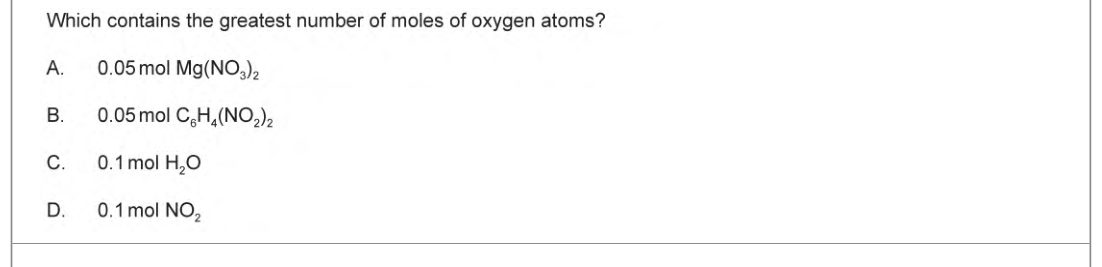 Which contains the greatest number of moles of oxygen atoms?
A. 0.05 mol Mg(NO₃)₂
B. 0.05 mol C₆H₄(NO₂)₂
C. 0.1 mol H₂O
D. 0.1 mol NO₂